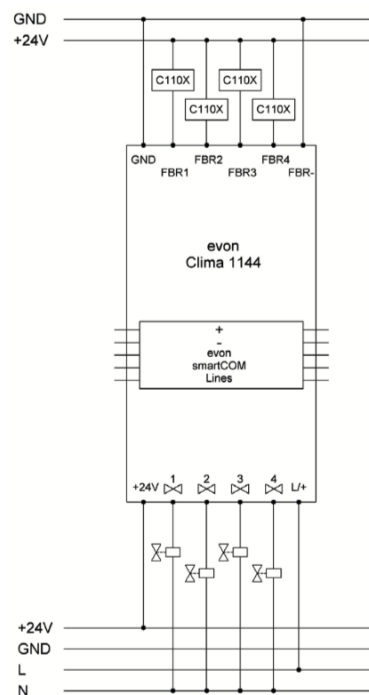 GND
+24V
C110X C110X
C110X C110X
GND FBR2 FBR4
FBR1 FBR3 FBR-
evon
Clima 1144
+
-
evon
smartCOM
Lines
+24V 1 2 3 4 L/+
+24V
GND
L
N